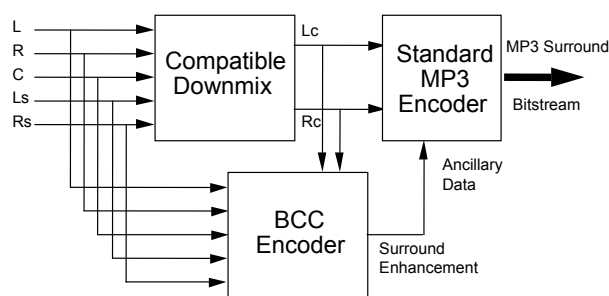 L
R
C
Ls
Rs
Compatible
Downmix
Lc
Rc
Standard
MP3
Encoder
MP3 Surround
Bitstream
BCC
Encoder
Surround
Enhancement
Ancillary
Data